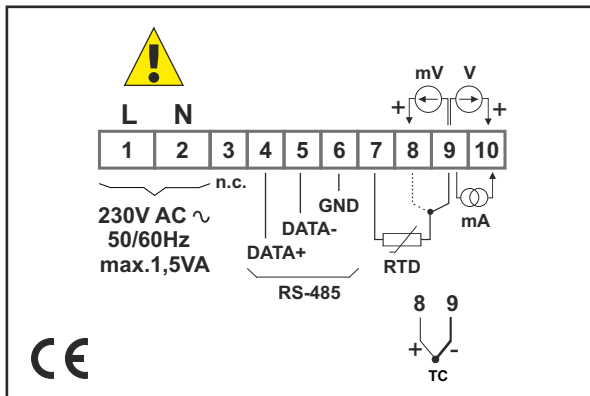 mV V
+ +
L N
1 2 3 4 5 6 7 8 9 10
n.c.
230V AC ~
50/60Hz
max.1,5VA
DATA+
DATA-
GND
RS-485
RTD
mA
8 9
+ -
TC
CE